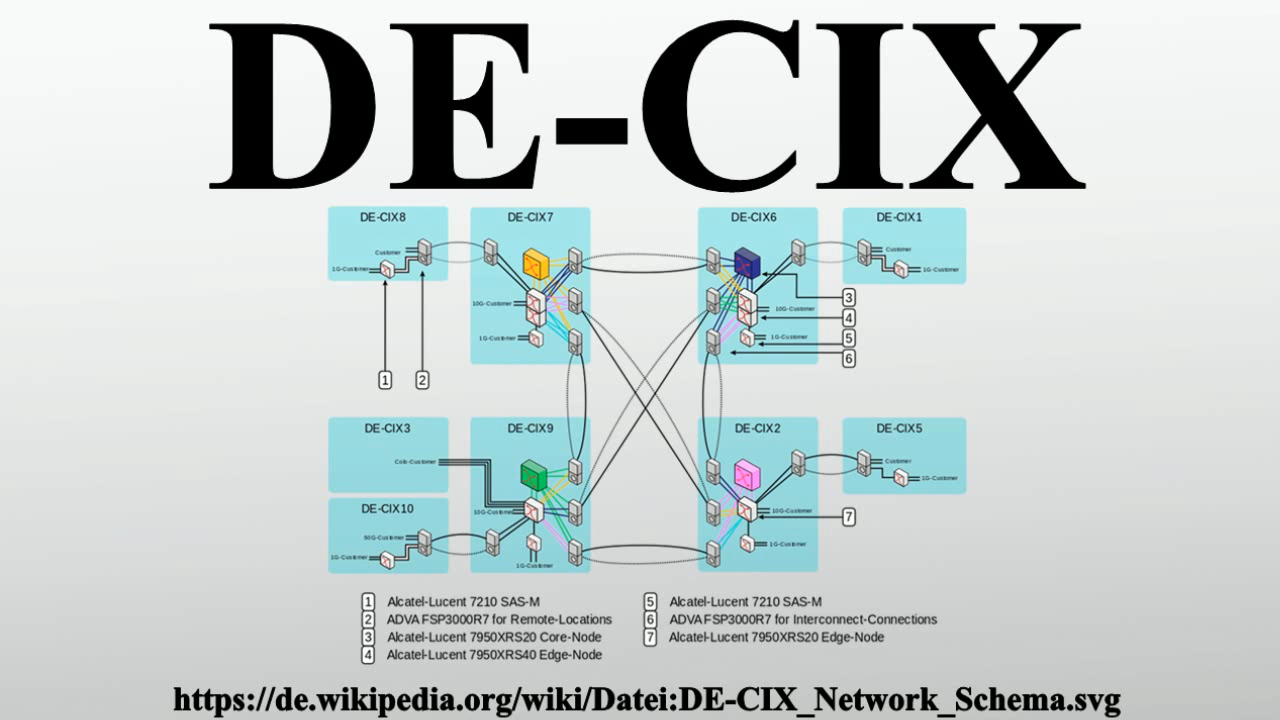 DE-CIX
DE-CIX8
Customer
1G-Customer
DE-CIX7
10G-Customer
1G-Customer
DE-CIX6
10G-Customer
1G-Customer
DE-CIX1
Customer
1G-Customer
3
4
5
6
1
2
DE-CIX3
Colo-Customer
DE-CIX9
10G-Customer
1G-Customer
DE-CIX2
10G-Customer
1G-Customer
DE-CIX5
Customer
1G-Customer
DE-CIX10
1G-Customer
7
1 Alcatel-Lucent 7210 SAS-M
2 ADVA FSP3000R7 for Remote-Locations
3 Alcatel-Lucent 7950XRS20 Core-Node
4 Alcatel-Lucent 7950XRS40 Edge-Node
5 Alcatel-Lucent 7210 SAS-M
6 ADVA FSP3000R7 for Interconnect-Connections
7 Alcatel-Lucent 7950XRS20 Edge-Node
https://de.wikipedia.org/wiki/Datei:DE-CIX_Network_Schema.svg